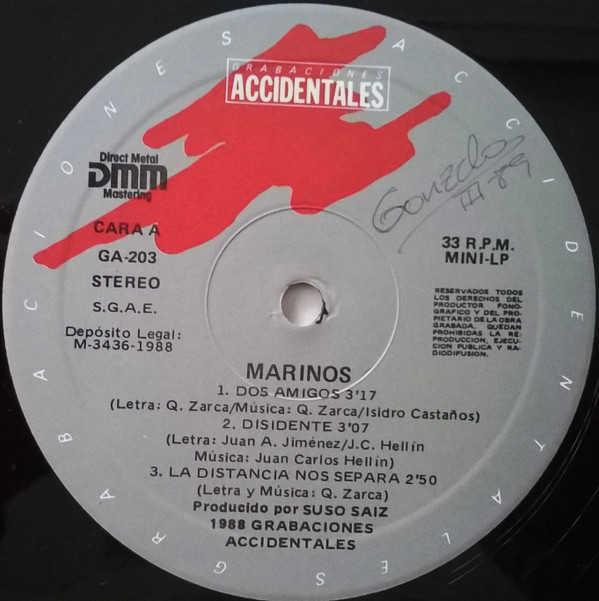 GRABACIONES ACCIDENTALES
GRABACIONES
ACCIDENTALES
Direct Metal
DMM
Mastering
CARA A
GA-203
STEREO
S.G.A.E.
Depósito Legal:
M-3436-1988
Gonzalo
III 89
33 R.P.M.
MINI-LP
RESERVADOS TODOS
LOS DERECHOS DEL
PRODUCTOR FONO-
GRAFICO Y DEL PRO-
PIETARIO DE LA OBRA
GRABADA. QUEDAN
PROHIBIDAS LA RE-
PRODUCCION, EJECU-
CION PUBLICA Y RA-
DIODIFUSION.
MARINOS
1. DOS AMIGOS 3'17
(Letra: Q. Zarca/Música: Q. Zarca/Isidro Castaños)
2. DISIDENTE 3'07
(Letra: Juan A. Jiménez/J.C. Hellín
Música: Juan Carlos Hellín)
3. LA DISTANCIA NOS SEPARA 2'50
(Letra y Música: Q. Zarca)
Producido por SUSO SAIZ
1988 GRABACIONES
ACCIDENTALES